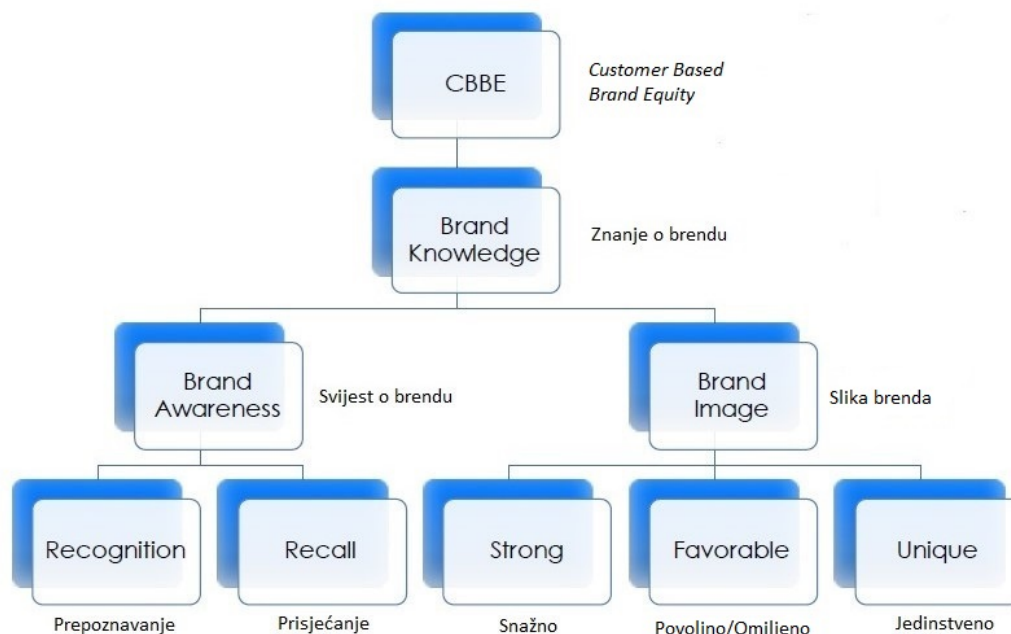 CBBE
Customer Based
Brand Equity
Brand
Knowledge
Znanje o brendu
Brand
Awareness
Svijest o brendu
Brand
Image
Slika brenda
Recognition
Recall
Strong
Favorable
Unique
Prepoznavanje
Prisjećanje
Snažno
Povoljno/Omiljeno
Jedinstveno